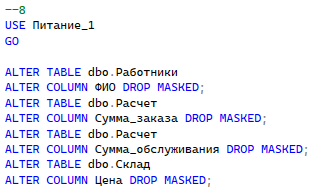 --8
USE Питание_1
GO
ALTER TABLE dbo.Работники
ALTER COLUMN ФИО DROP MASKED;
ALTER TABLE dbo.Расчет
ALTER COLUMN Сумма_заказа DROP MASKED;
ALTER TABLE dbo.Расчет
ALTER COLUMN Сумма_обслуживания DROP MASKED;
ALTER TABLE dbo.Склад
ALTER COLUMN Цена DROP MASKED;